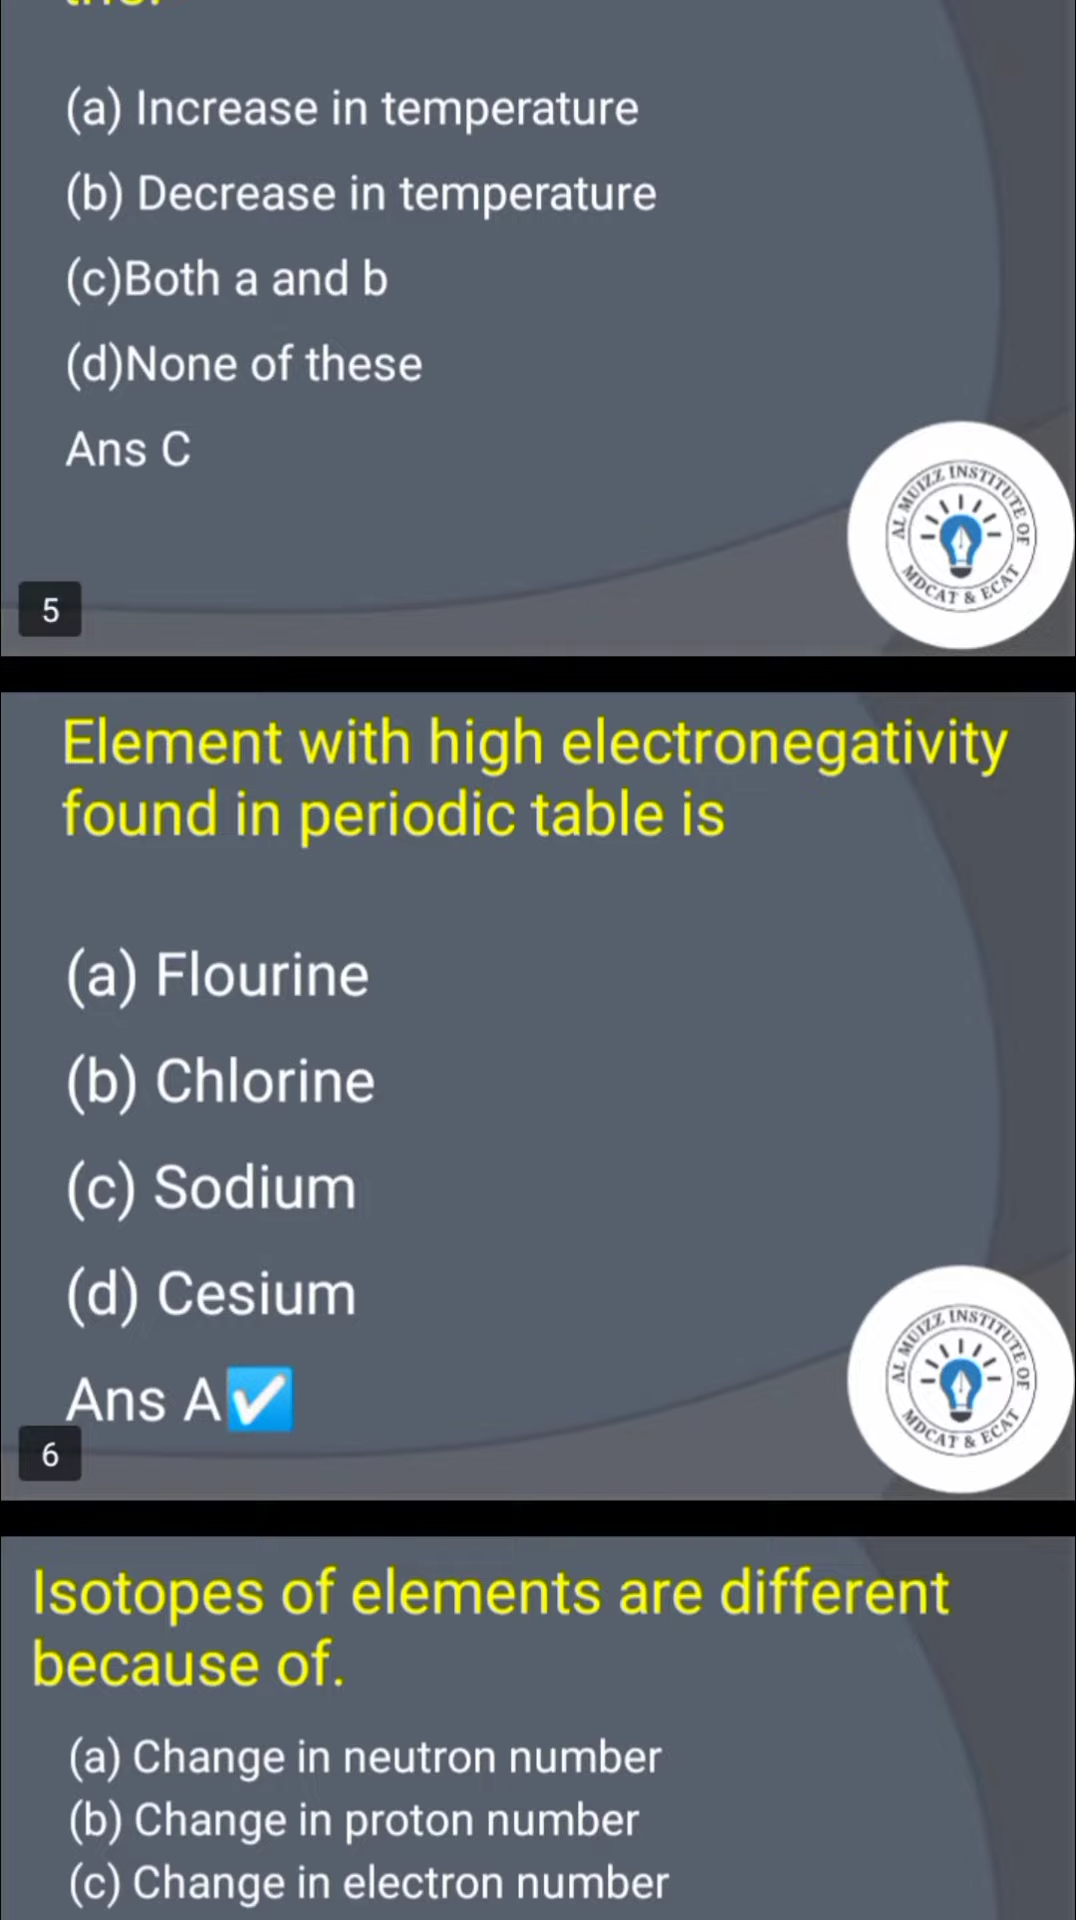 (a) Increase in temperature
(b) Decrease in temperature
(c)Both a and b
(d)None of these
Ans C
AL MUIZZ INSTITUTE OF
MDCAT & ECAT
5
Element with high electronegativity
found in periodic table is
(a) Flourine
(b) Chlorine
(c) Sodium
(d) Cesium
Ans A✅
AL MUIZZ INSTITUTE OF
MDCAT & ECAT
6
Isotopes of elements are different
because of.
(a) Change in neutron number
(b) Change in proton number
(c) Change in electron number